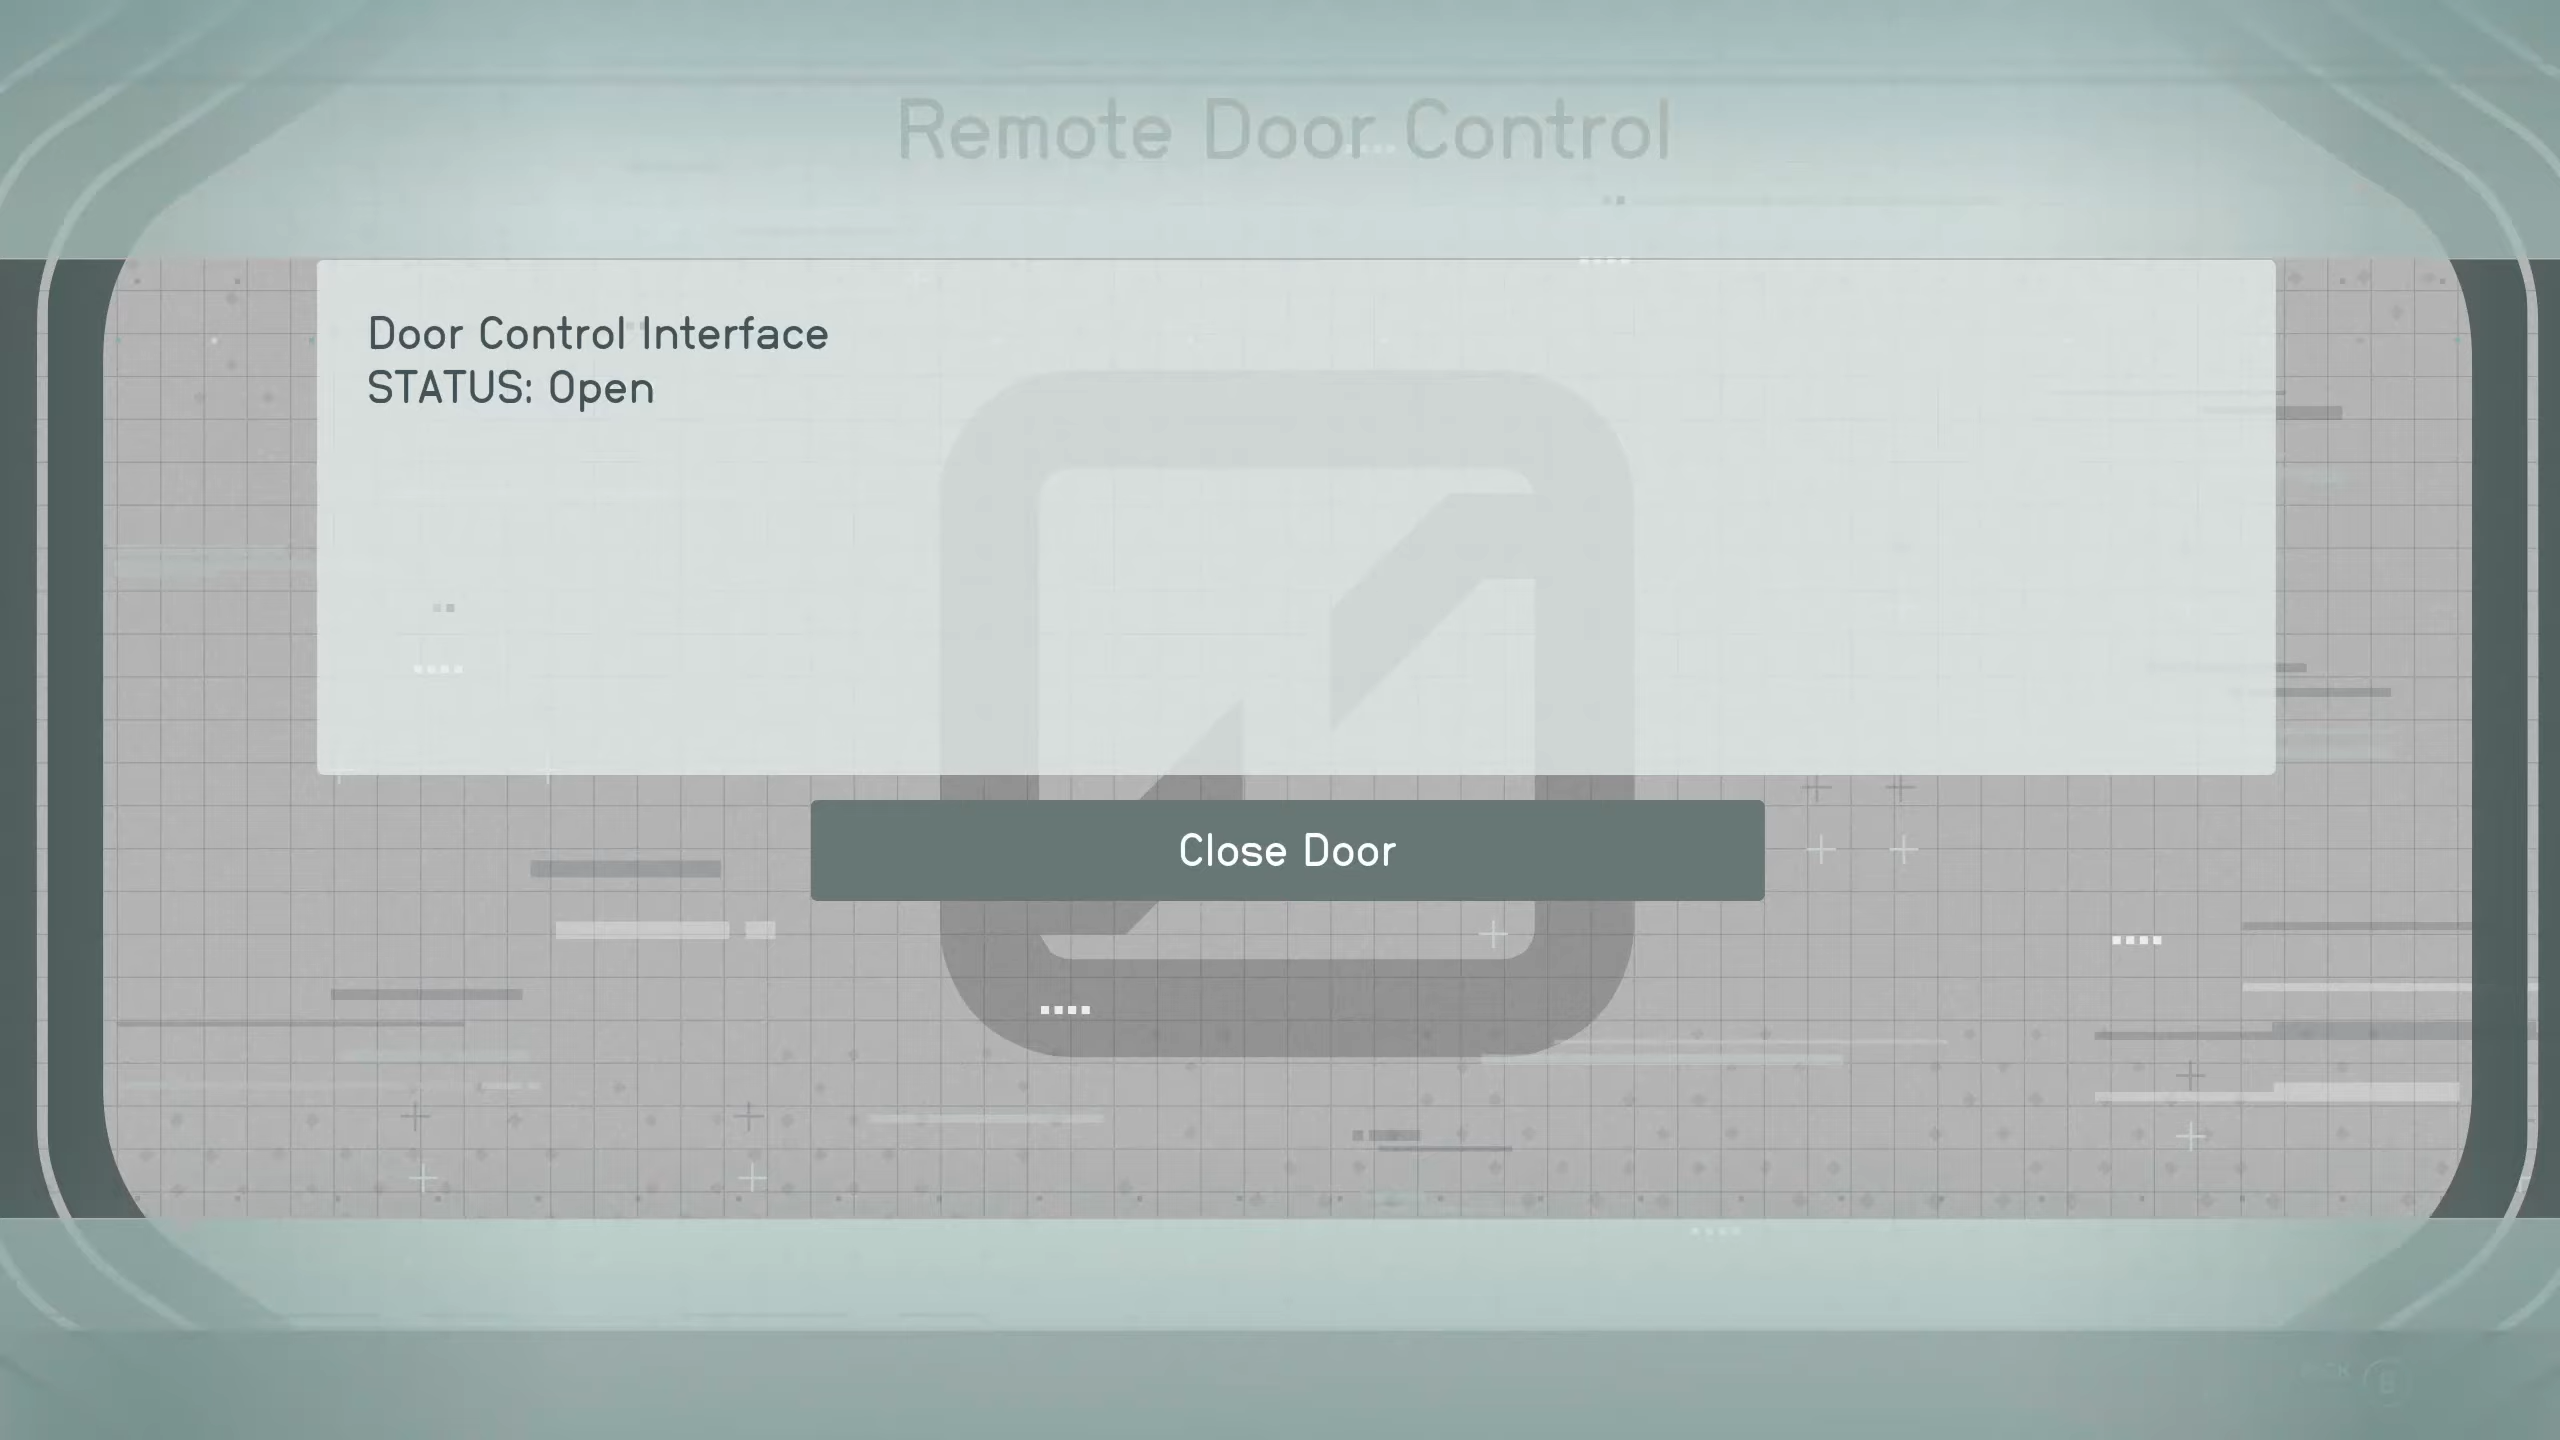 Remote Door Control
Door Control Interface
STATUS: Open
Close Door